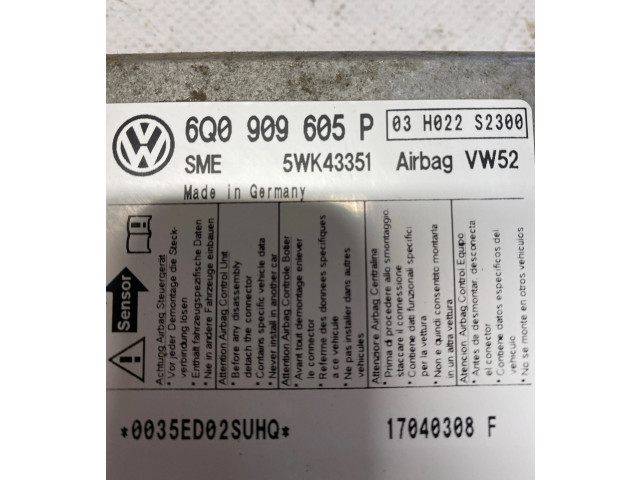 6Q0 909 605 P
03 H022 S2300
SME 5WK43351 Airbag VW52
Made in Germany
Sensor
Achtung Airbag Steuergerät
• Vor jeder Demontage die Steck-
verbindung lösen
• Enthält fahrzeugspezifische Daten
• Nie in andere Fahrzeuge einbauen
Attention Airbag Control Unit
• Before any disassembly
detach the connector
• Contains specific vehicle data
• Never install in another car
Attention Airbag Controle Boser
• Avant tout demontage enlever
le connector
• Referme des donnees specifiques
a ce vehicule
• Ne pas installer dans autres
vehicules
Attenzione Airbag Centralina
• Prima di procedere allo smontaggio,
staccare il connessione
• Contiene dati funzionali specifici
per la vettura
• Non e quindi consentito montarla
in un altra vettura
Atencion Airbag Control Equipo
• Antes de desmontar desconecta
el conector
• Contiene datos especificos del
vehiculo
• No se monte en otros vehiculos
*0035ED02SUHQ*
17040308 F